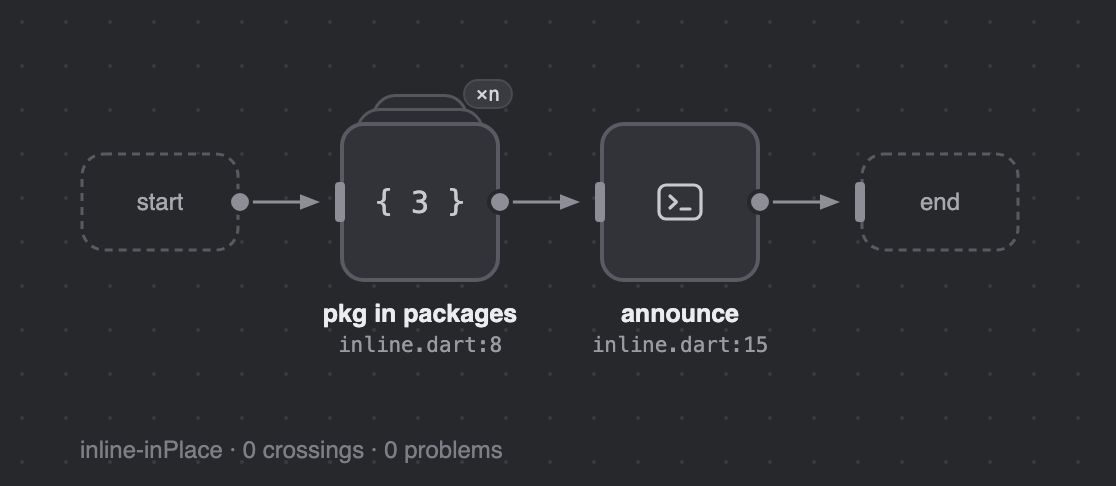 ×n
start
{ 3 }
>_
end
pkg in packages
inline.dart:8
announce
inline.dart:15
inline-inPlace · 0 crossings · 0 problems